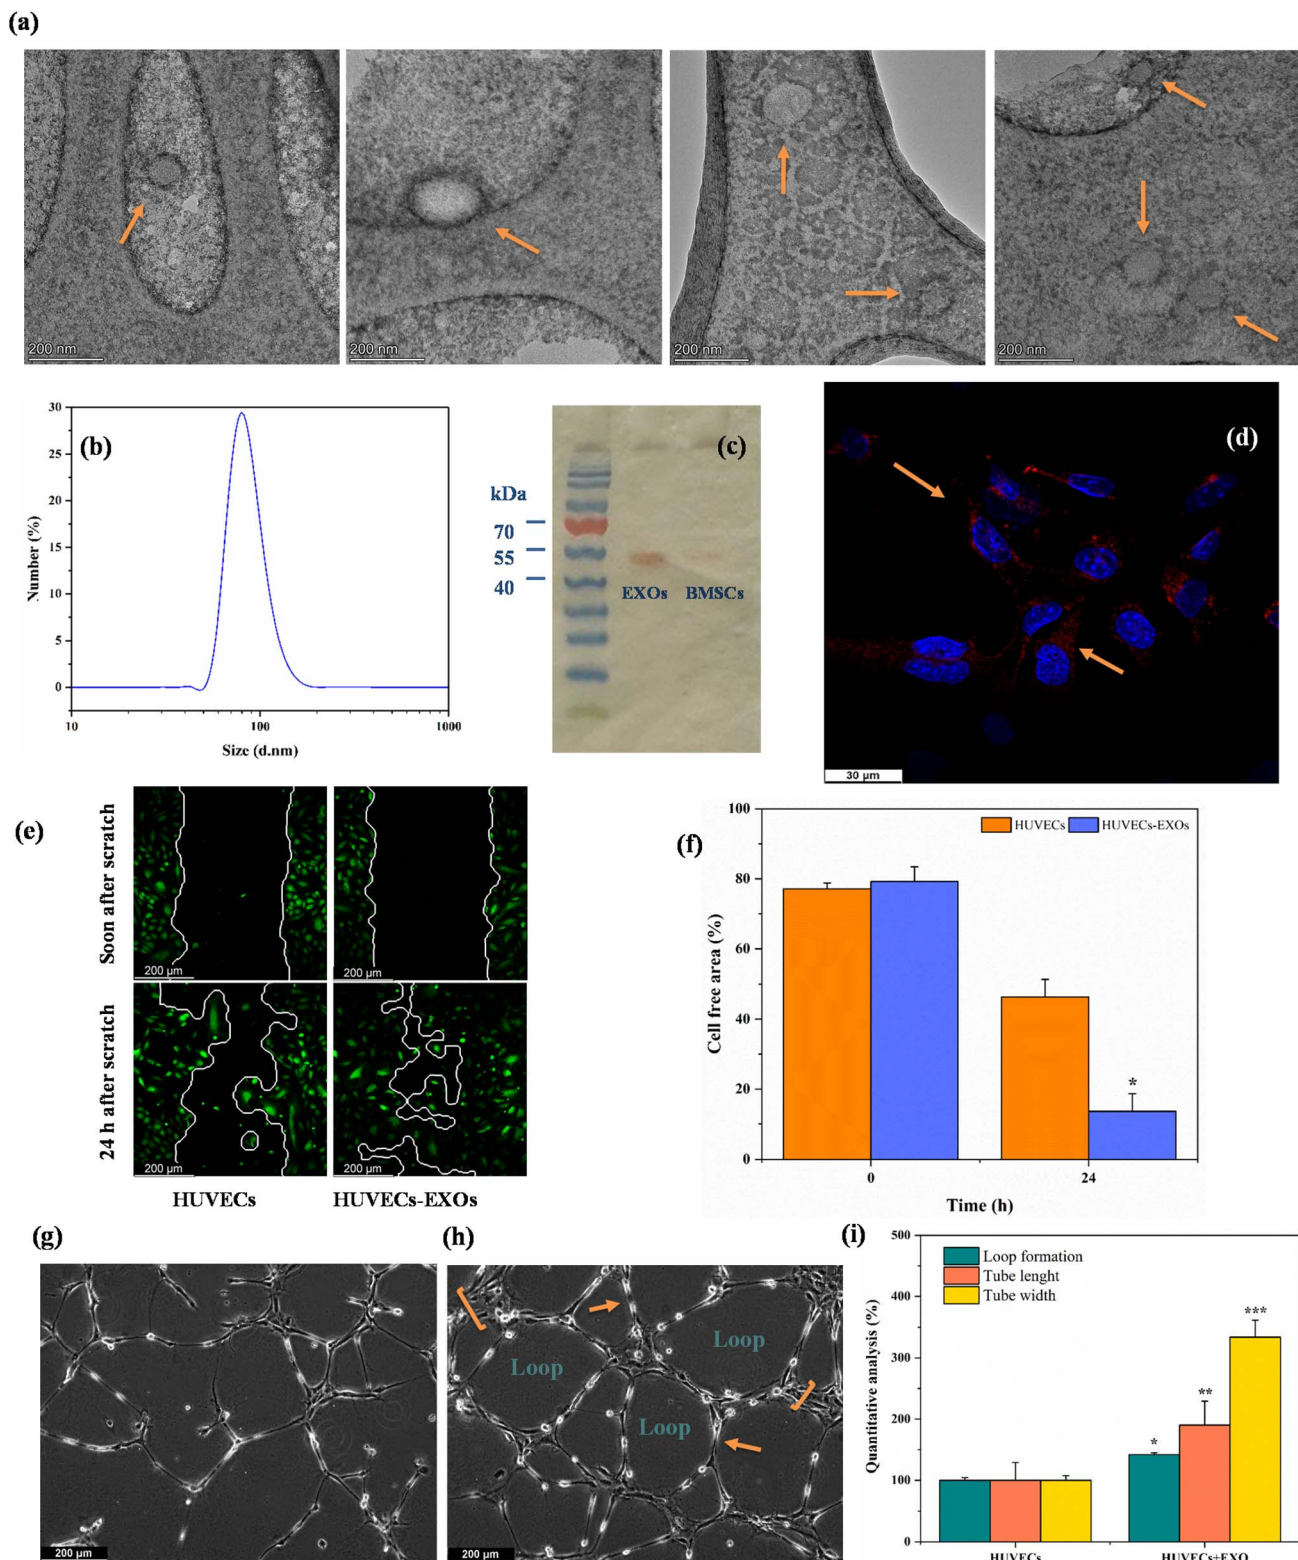 (a)
200 nm
200 nm
200 nm
200 nm
(b)
Number (%)
30
25
20
15
10
5
0
10
100
1000
Size (d.nm)
(c)
kDa
70
55
40
EXOs
BMSCs
(d)
30 µm
(e)
Soon after scratch
24 h after scratch
200 µm
200 µm
200 µm
200 µm
HUVECs
HUVECs-EXOs
(f)
HUVECs
HUVECs-EXOs
Cell free area (%)
100
80
60
40
20
0
*
0
24
Time (h)
(g)
200 µm
(h)
Loop
Loop
Loop
200 µm
(i)
Loop formation
Tube lenght
Tube width
Quantitative analysis (%)
500
400
300
200
100
0
*
**
***
HUVECs
HUVECs+EXO